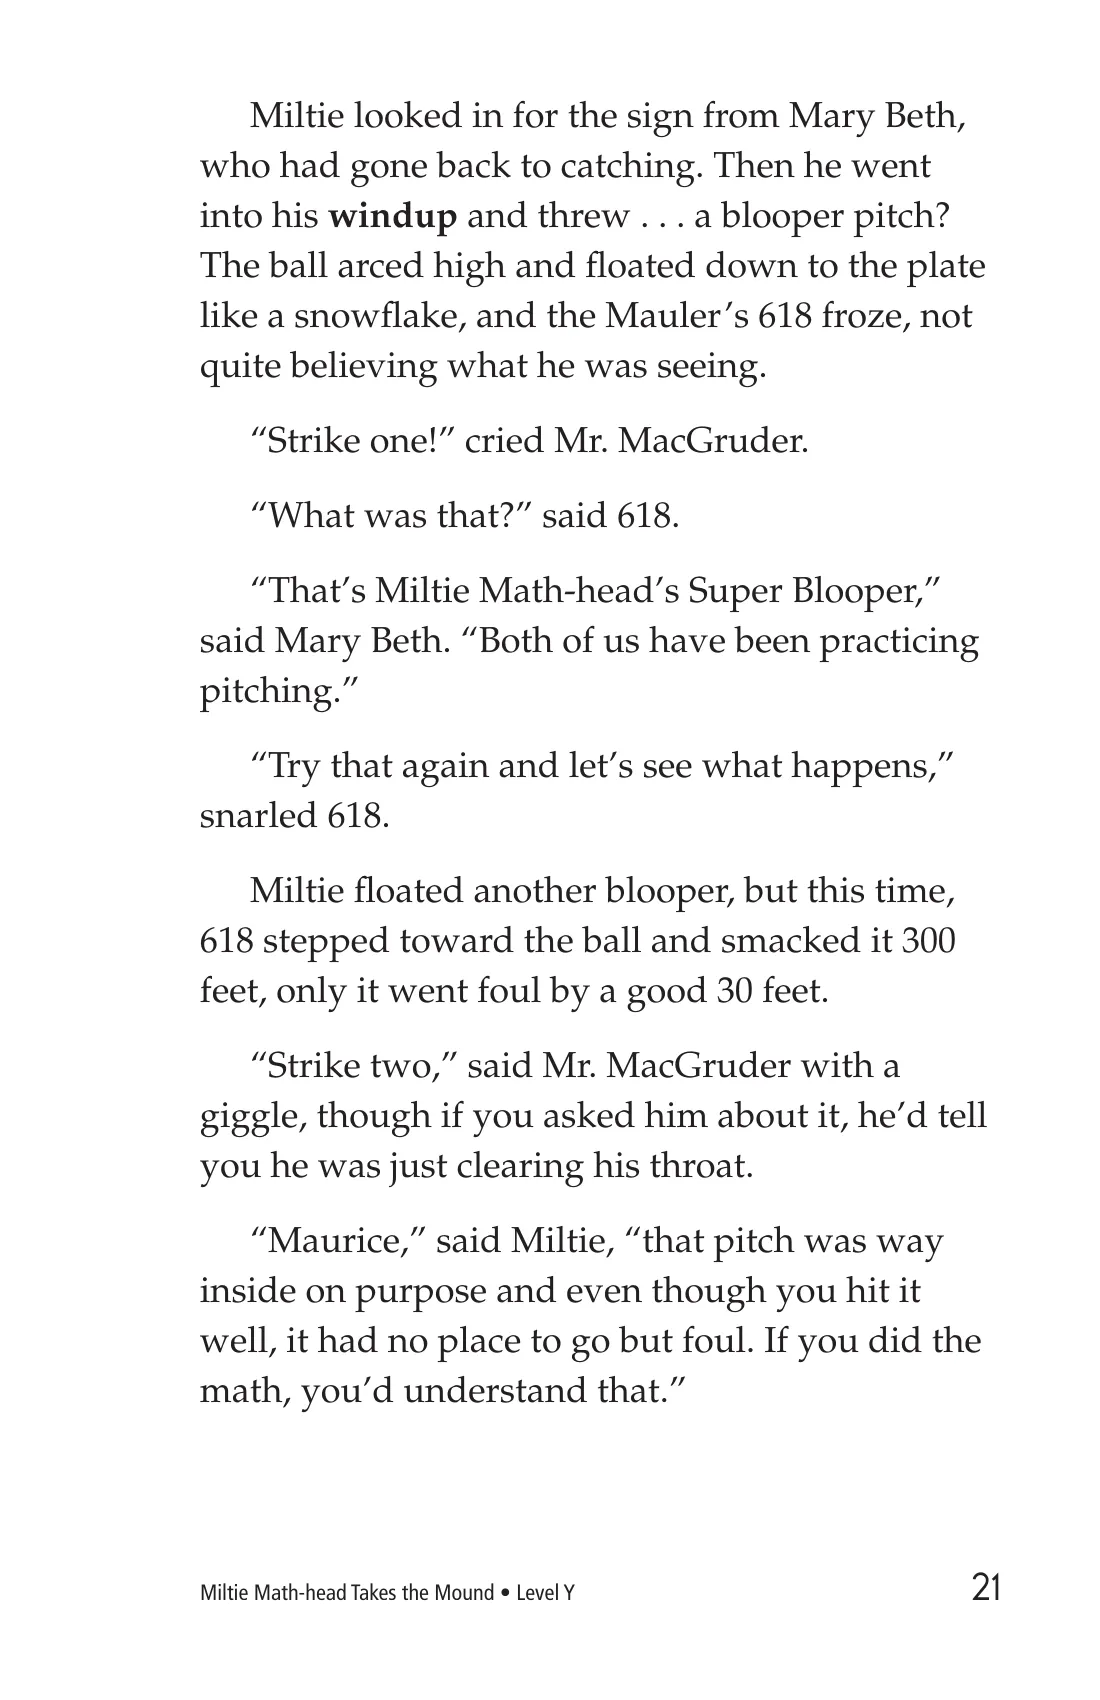 Miltie looked in for the sign from Mary Beth,
who had gone back to catching. Then he went
into his windup and threw . . . a blooper pitch?
The ball arced high and floated down to the plate
like a snowflake, and the Mauler’s 618 froze, not
quite believing what he was seeing.
“Strike one!” cried Mr. MacGruder.
“What was that?” said 618.
“That’s Miltie Math-head’s Super Blooper,”
said Mary Beth. “Both of us have been practicing
pitching.”
“Try that again and let’s see what happens,”
snarled 618.
Miltie floated another blooper, but this time,
618 stepped toward the ball and smacked it 300
feet, only it went foul by a good 30 feet.
“Strike two,” said Mr. MacGruder with a
giggle, though if you asked him about it, he’d tell
you he was just clearing his throat.
“Maurice,” said Miltie, “that pitch was way
inside on purpose and even though you hit it
well, it had no place to go but foul. If you did the
math, you’d understand that.”
Miltie Math-head Takes the Mound • Level Y
21